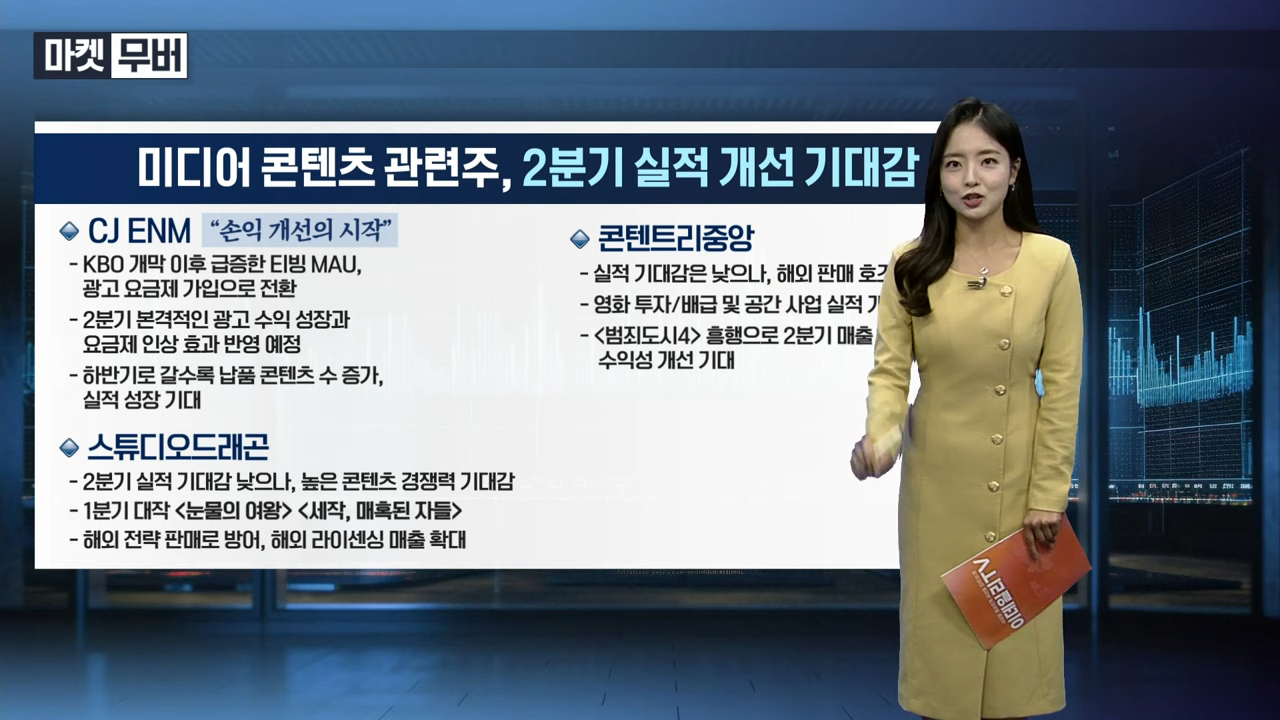 마켓 무버
미디어 콘텐츠 관련주, 2분기 실적 개선 기대감
CJ ENM "손익 개선의 시작"
- KBO 개막 이후 급증한 티빙 MAU,
광고 요금제 가입으로 전환
- 2분기 본격적인 광고 수익 성장과
요금제 인상 효과 반영 예정
- 하반기로 갈수록 납품 콘텐츠 수 증가,
실적 성장 기대
스튜디오드래곤
- 2분기 실적 기대감 낮으나, 높은 콘텐츠 경쟁력 기대감
- 1분기 대작 <눈물의 여왕> <세작, 매혹된 자들>
- 해외 전략 판매로 방어, 해외 라이센싱 매출 확대
콘텐트리중앙
- 실적 기대감은 낮으나, 해외 판매
- 영화 투자/배급 및 공간 사업 실적
- <범죄도시4> 흥행으로 2분기 매출
수익성 개선 기대
이데일리TV